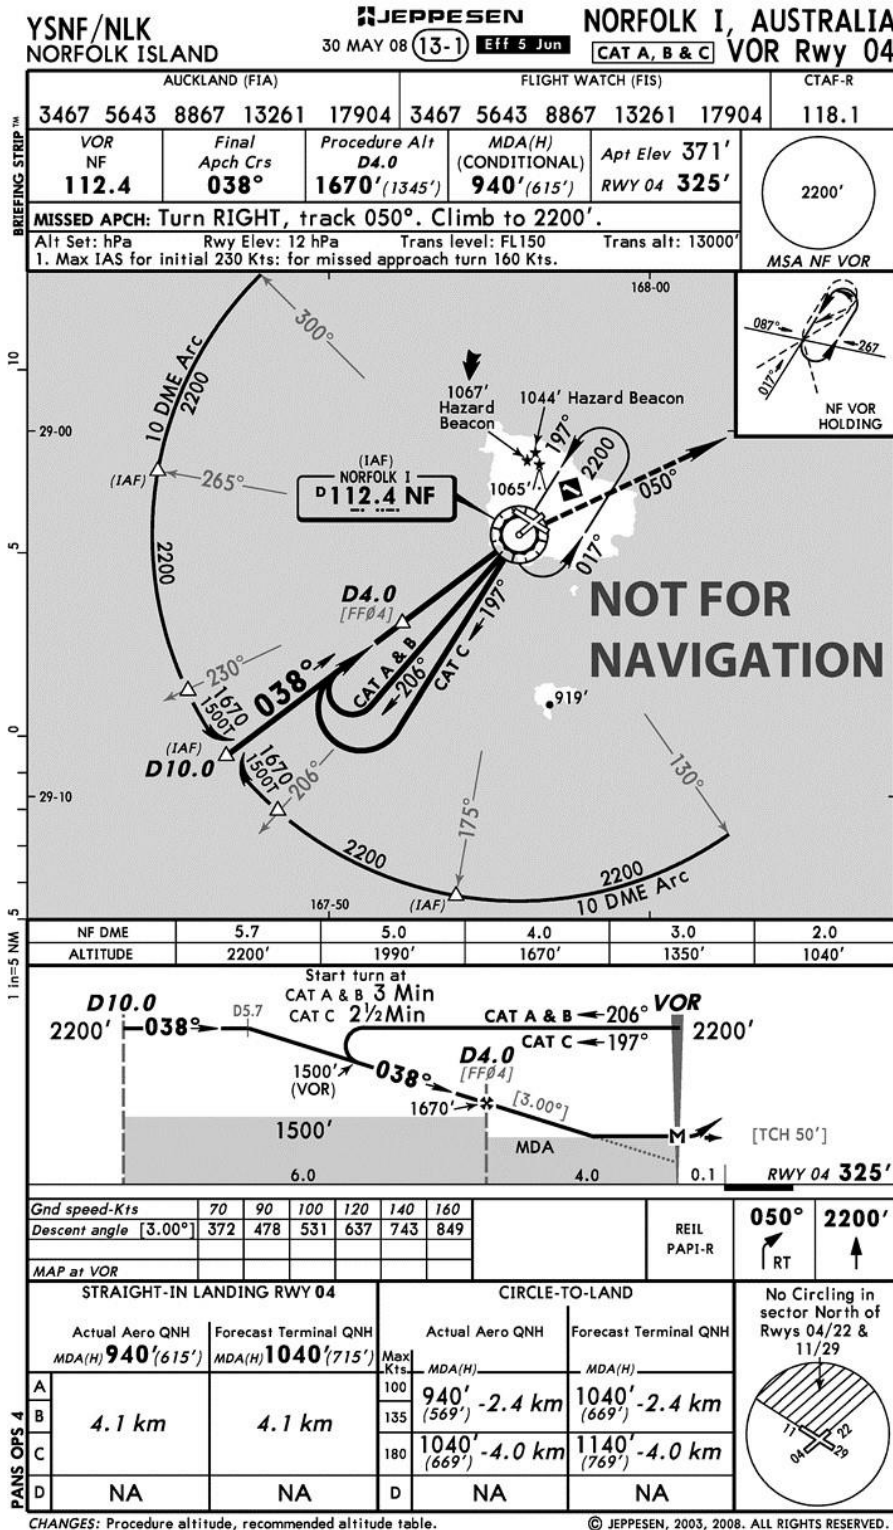 YSNF/NLK
NORFOLK ISLAND
JEPPESEN
30 MAY 08 13-1 Eff 5 Jun
NORFOLK I, AUSTRALIA
CAT A, B & C VOR Rwy 04
BRIEFING STRIP™
AUCKLAND (FIA) FLIGHT WATCH (FIS) CTAF-R
3467 5643 8867 13261 17904 3467 5643 8867 13261 17904 118.1
VOR
NF
112.4
Final
Apch Crs
038°
Procedure Alt
D4.0
1670'(1345')
MDA(H)
(CONDITIONAL)
940'(615')
Apt Elev 371'
RWY 04 325'
2200'
MSA NF VOR
MISSED APCH: Turn RIGHT, track 050°. Climb to 2200'.
Alt Set: hPa Rwy Elev: 12 hPa Trans level: FL150 Trans alt: 13000'
1. Max IAS for initial 230 Kts: for missed approach turn 160 Kts.
168-00
300°
10 DME Arc
2200
087°
267
017°
NF VOR
HOLDING
10
29-00
1067'
Hazard
Beacon
1044' Hazard Beacon
197°
2200
1065'
050°
017°
(IAF)
265°
(IAF)
NORFOLK I
D 112.4 NF
5
2200
D4.0
[FF04]
197°
NOT FOR
NAVIGATION
CAT A & B
206°
CAT C
230°
038°
1670
1500T
919'
0
(IAF)
D10.0
1670
1500T
206°
130°
29-10
175°
2200
2200
10 DME Arc
(IAF)
167-50
5
1 in=5 NM
NF DME 5.7 5.0 4.0 3.0 2.0
ALTITUDE 2200' 1990' 1670' 1350' 1040'
Start turn at
CAT A & B 3 Min
CAT C 2½Min
D10.0
2200'
038°
D5.7
CAT A & B 206°
CAT C 197°
VOR
2200'
1500'
(VOR)
038°
D4.0
[FF04]
1670'
[3.00°]
1500'
MDA
M
[TCH 50']
6.0 4.0 0.1 RWY 04 325'
Gnd speed-Kts 70 90 100 120 140 160
Descent angle [3.00°] 372 478 531 637 743 849
MAP at VOR
REIL
PAPI-R
050°
RT
2200'
STRAIGHT-IN LANDING RWY 04 CIRCLE-TO-LAND
Actual Aero QNH
MDA(H) 940'(615')
Forecast Terminal QNH
MDA(H) 1040'(715')
Max
Kts
Actual Aero QNH
MDA(H)
Forecast Terminal QNH
MDA(H)
A
B
4.1 km 4.1 km
C
D NA NA
100
135
940'
(569') -2.4 km
1040'
(669') -2.4 km
180
1040'
(669') -4.0 km
1140'
(769') -4.0 km
D NA NA
No Circling in
sector North of
Rwys 04/22 &
11/29
11 22
04 29
PANS OPS 4
CHANGES: Procedure altitude, recommended altitude table.
© JEPPESEN, 2003, 2008. ALL RIGHTS RESERVED.